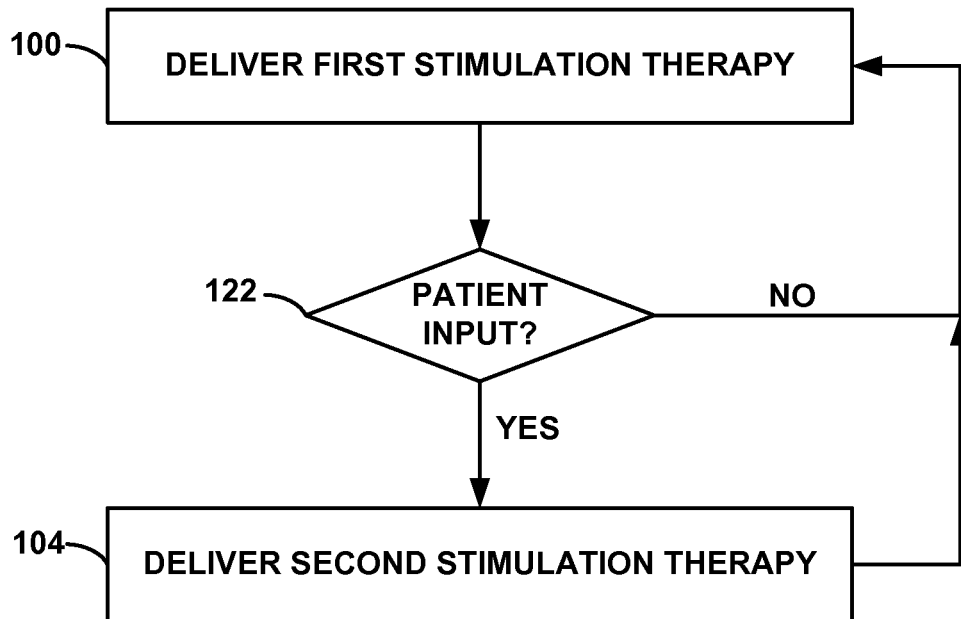 100
DELIVER FIRST STIMULATION THERAPY
122
PATIENT
INPUT?
NO
YES
104
DELIVER SECOND STIMULATION THERAPY